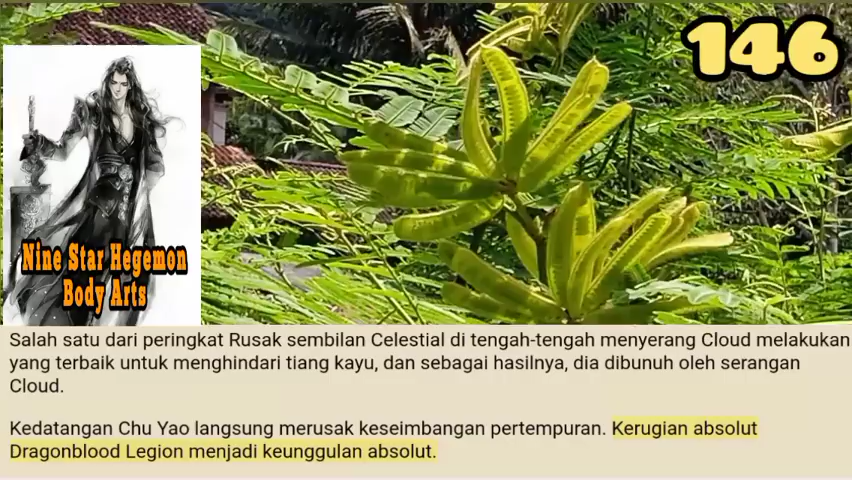 146
Nine Star Hegemon
Body Arts
Salah satu dari peringkat Rusak sembilan Celestial di tengah-tengah menyerang Cloud melakukan
yang terbaik untuk menghindari tiang kayu, dan sebagai hasilnya, dia dibunuh oleh serangan
Cloud.
Kedatangan Chu Yao langsung merusak keseimbangan pertempuran. Kerugian absolut
Dragonblood Legion menjadi keunggulan absolut.